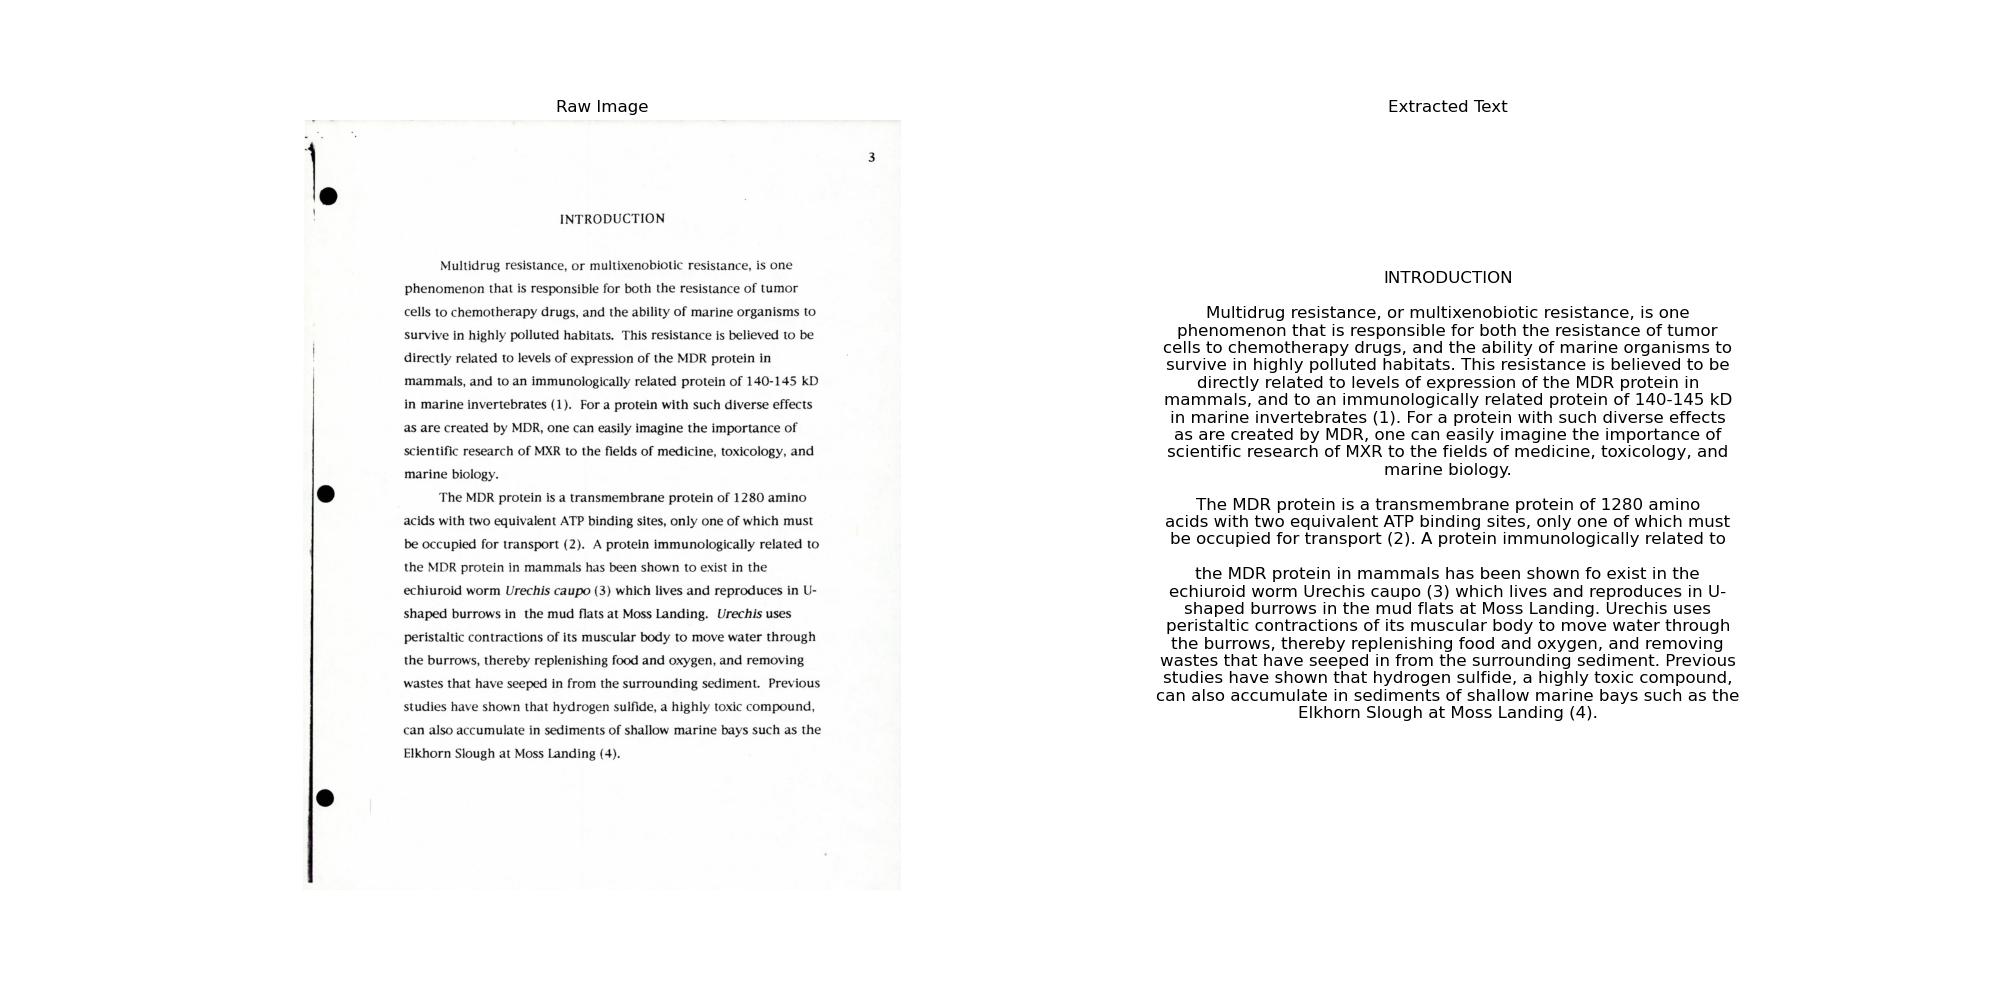 Raw Image
3
INTRODUCTION
Multidrug resistance, or multixenobiotic resistance, is one
phenomenon that is responsible for both the resistance of tumor
cells to chemotherapy drugs, and the ability of marine organisms to
survive in highly polluted habitats. This resistance is believed to be
directly related to levels of expression of the MDR protein in
mammals, and to an immunologically related protein of 140-145 kD
in marine invertebrates (1). For a protein with such diverse effects
as are created by MDR, one can easily imagine the importance of
scientific research of MXR to the fields of medicine, toxicology, and
marine biology.
The MDR protein is a transmembrane protein of 1280 amino
acids with two equivalent ATP binding sites, only one of which must
be occupied for transport (2). A protein immunologically related to
the MDR protein in mammals has been shown to exist in the
echiuroid worm Urechis caupo (3) which lives and reproduces in U-
shaped burrows in the mud flats at Moss Landing. Urechis uses
peristaltic contractions of its muscular body to move water through
the burrows, thereby replenishing food and oxygen, and removing
wastes that have seeped in from the surrounding sediment. Previous
studies have shown that hydrogen sulfide, a highly toxic compound,
can also accumulate in sediments of shallow marine bays such as the
Elkhorn Slough at Moss Landing (4).
Extracted Text
INTRODUCTION
Multidrug resistance, or multixenobiotic resistance, is one
phenomenon that is responsible for both the resistance of tumor
cells to chemotherapy drugs, and the ability of marine organisms to
survive in highly polluted habitats. This resistance is believed to be
directly related to levels of expression of the MDR protein in
mammals, and to an immunologically related protein of 140-145 kD
in marine invertebrates (1). For a protein with such diverse effects
as are created by MDR, one can easily imagine the importance of
scientific research of MXR to the fields of medicine, toxicology, and
marine biology.
The MDR protein is a transmembrane protein of 1280 amino
acids with two equivalent ATP binding sites, only one of which must
be occupied for transport (2). A protein immunologically related to
the MDR protein in mammals has been shown fo exist in the
echiuroid worm Urechis caupo (3) which lives and reproduces in U-
shaped burrows in the mud flats at Moss Landing. Urechis uses
peristaltic contractions of its muscular body to move water through
the burrows, thereby replenishing food and oxygen, and removing
wastes that have seeped in from the surrounding sediment. Previous
studies have shown that hydrogen sulfide, a highly toxic compound,
can also accumulate in sediments of shallow marine bays such as the
Elkhorn Slough at Moss Landing (4).